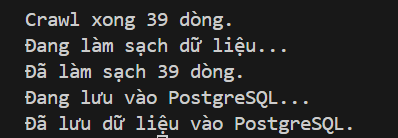 Crawl xong 39 dòng.
Đang làm sạch dữ liệu...
Đã làm sạch 39 dòng.
Đang lưu vào PostgreSQL...
Đã lưu dữ liệu vào PostgreSQL.